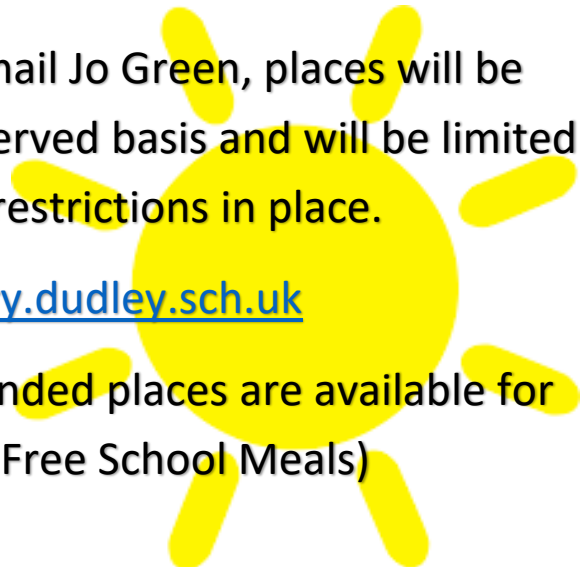 mail Jo Green, places will be
erved basis and will be limited
restrictions in place.
y.dudley.sch.uk
nded places are available for
Free School Meals)